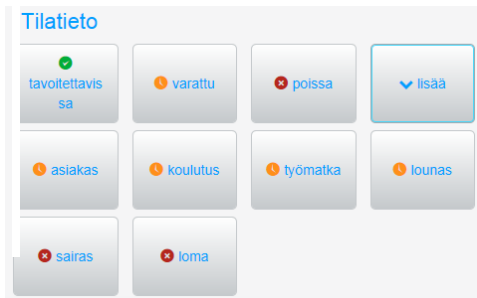 Tilatieto
tavoitettavis
sa
varattu
poissa
lisää
asiakas
koulutus
työmatka
lounas
sairas
loma